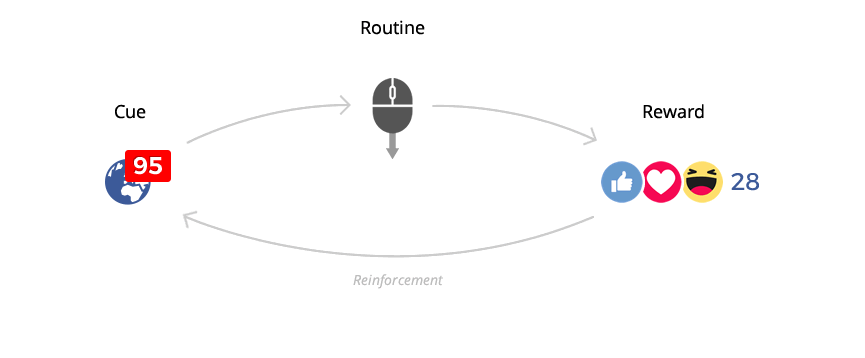 Routine
Cue
Reward
95
28
Reinforcement